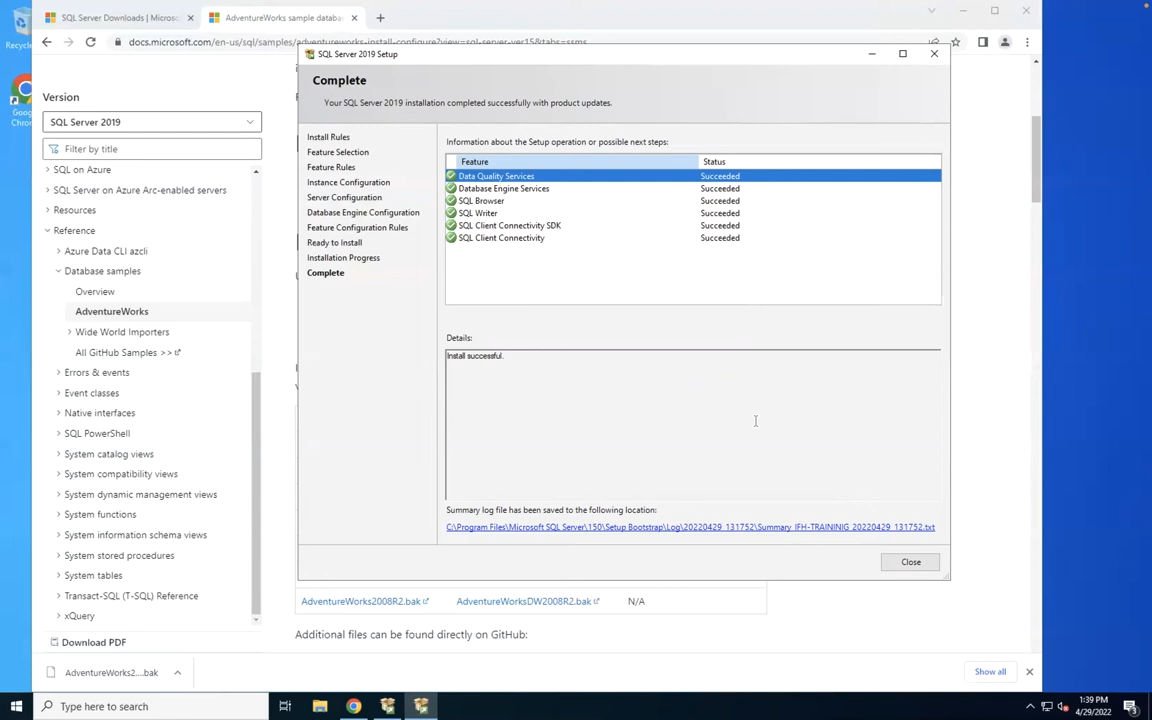 Recycle
Goog
Chro
SQL Server Downloads | Microso
AdventureWorks sample databa
docs.microsoft.com/en-us/sql/samples/adventureworks-install-configure?view=sql-server-ver15&tabs=ssms
Version
SQL Server 2019
Filter by title
SQL on Azure
SQL Server on Azure Arc-enabled servers
Resources
Reference
Azure Data CLI azcli
Database samples
Overview
AdventureWorks
Wide World Importers
All GitHub Samples >>
Errors & events
Event classes
Native interfaces
SQL PowerShell
System catalog views
System compatibility views
System dynamic management views
System functions
System information schema views
System stored procedures
System tables
Transact-SQL (T-SQL) Reference
xQuery
Download PDF
SQL Server 2019 Setup
Complete
Your SQL Server 2019 installation completed successfully with product updates.
Install Rules
Feature Selection
Feature Rules
Instance Configuration
Server Configuration
Database Engine Configuration
Feature Configuration Rules
Ready to Install
Installation Progress
Complete
Information about the Setup operation or possible next steps:
Feature Status
Data Quality Services Succeeded
Database Engine Services Succeeded
SQL Browser Succeeded
SQL Writer Succeeded
SQL Client Connectivity SDK Succeeded
SQL Client Connectivity Succeeded
Details:
Install successful.
Summary log file has been saved to the following location:
C:\Program Files\Microsoft SQL Server\150\Setup Bootstrap\Log\20220429_131752\Summary_IFH-TRAINING_20220429_131752.txt
Close
AdventureWorks2008R2.bak AdventureWorksDW2008R2.bak N/A
Additional files can be found directly on GitHub:
AdventureWorks2....bak
Show all
Type here to search
1:39 PM
4/29/2022
3